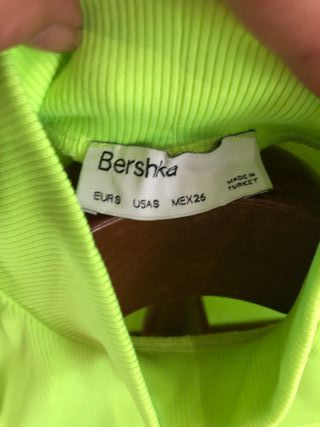 Bershka
EUR S USA S MEX 26
MADE IN
TURKEY